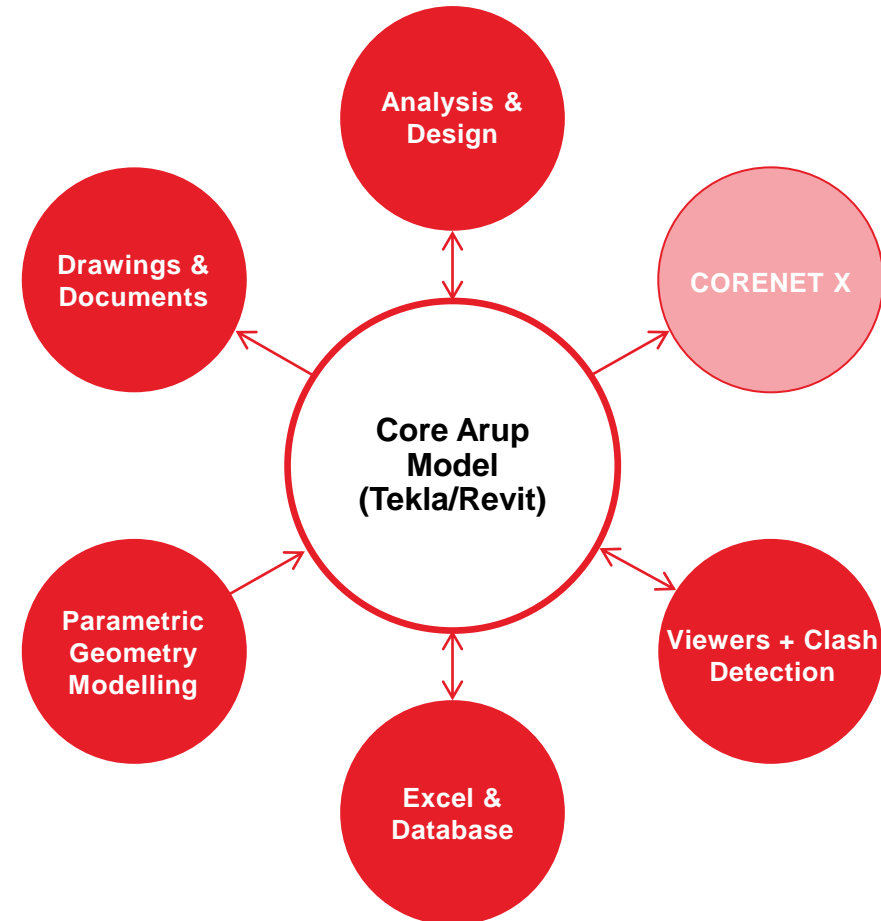 Analysis &
Design
Drawings &
Documents
CORENET X
Core Arup
Model
(Tekla/Revit)
Parametric
Geometry
Modelling
Viewers + Clash
Detection
Excel &
Database